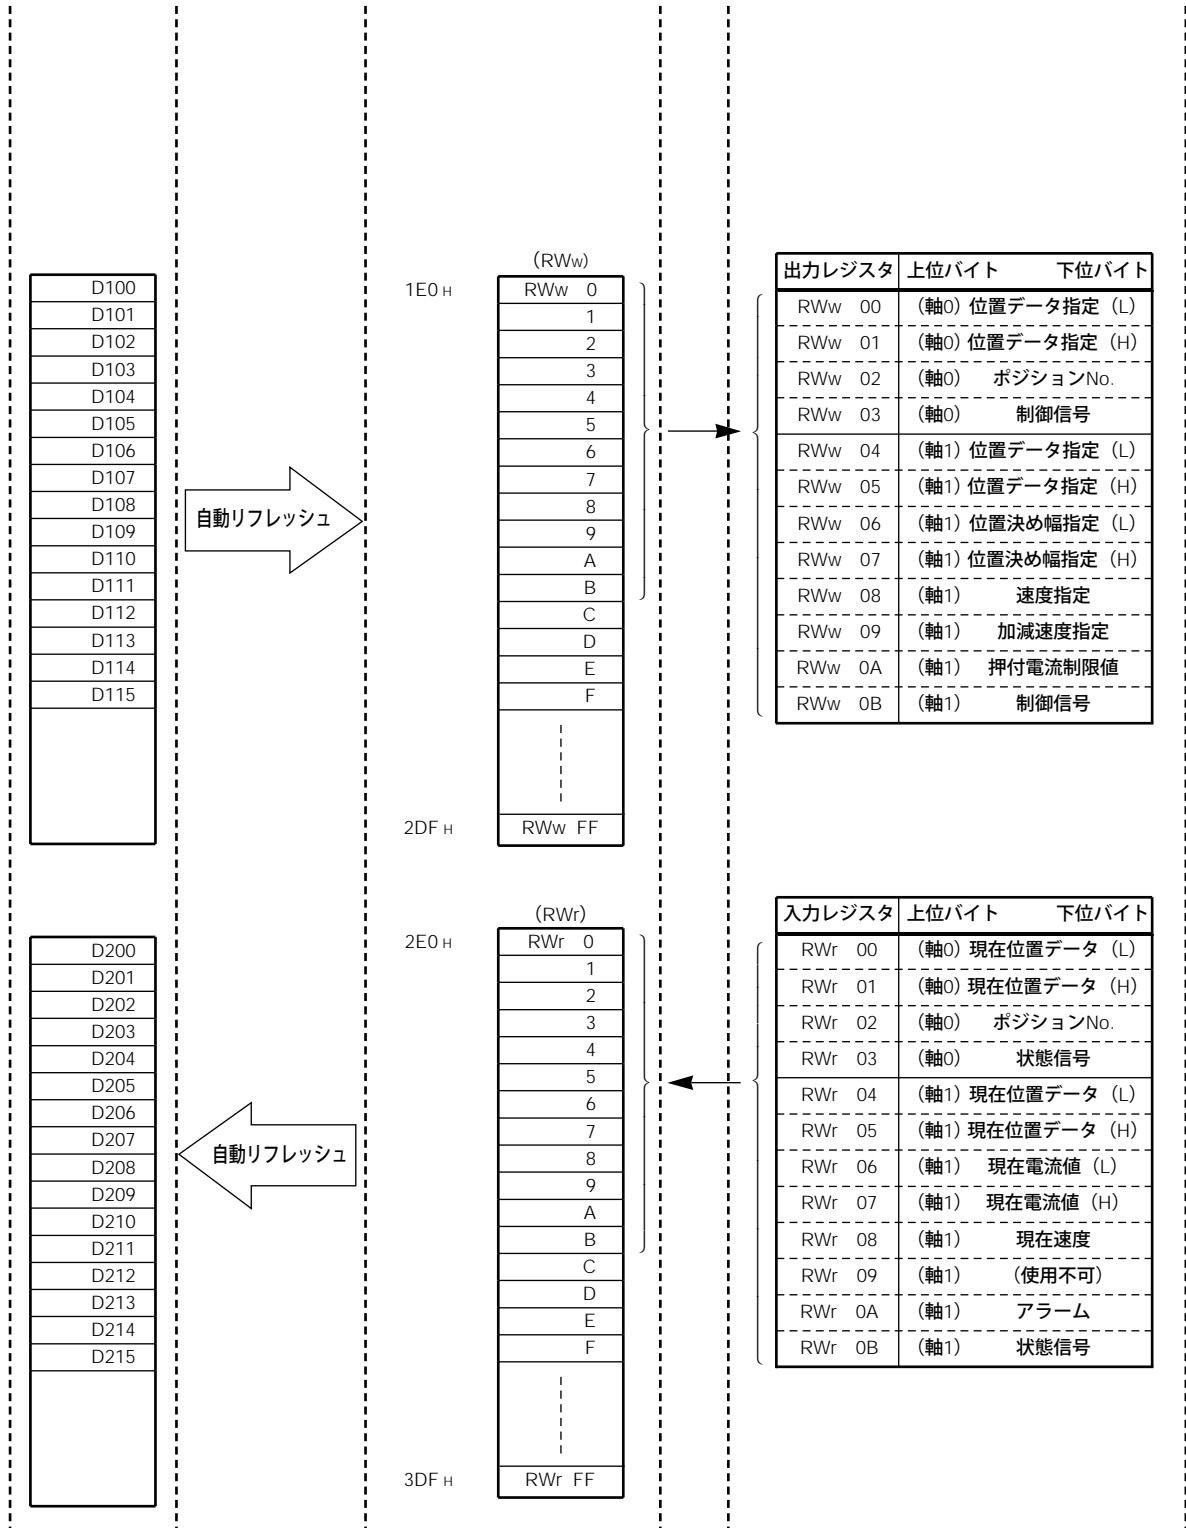 D100
D101
D102
D103
D104
D105
D106
D107
D108
D109
D110
D111
D112
D113
D114
D115
自動リフレッシュ
(RWw)
1E0 H
RWw 0
1
2
3
4
5
6
7
8
9
A
B
C
D
E
F
2DF H
RWw FF
出力レジスタ 上位バイト 下位バイト
RWw 00 (軸0) 位置データ指定 (L)
RWw 01 (軸0) 位置データ指定 (H)
RWw 02 (軸0) ポジションNo.
RWw 03 (軸0) 制御信号
RWw 04 (軸1) 位置データ指定 (L)
RWw 05 (軸1) 位置データ指定 (H)
RWw 06 (軸1) 位置決め幅指定 (L)
RWw 07 (軸1) 位置決め幅指定 (H)
RWw 08 (軸1) 速度指定
RWw 09 (軸1) 加減速度指定
RWw 0A (軸1) 押付電流制限値
RWw 0B (軸1) 制御信号
D200
D201
D202
D203
D204
D205
D206
D207
D208
D209
D210
D211
D212
D213
D214
D215
自動リフレッシュ
(RWr)
2E0 H
RWr 0
1
2
3
4
5
6
7
8
9
A
B
C
D
E
F
3DF H
RWr FF
入力レジスタ 上位バイト 下位バイト
RWr 00 (軸0) 現在位置データ (L)
RWr 01 (軸0) 現在位置データ (H)
RWr 02 (軸0) ポジションNo.
RWr 03 (軸0) 状態信号
RWr 04 (軸1) 現在位置データ (L)
RWr 05 (軸1) 現在位置データ (H)
RWr 06 (軸1) 現在電流値 (L)
RWr 07 (軸1) 現在電流値 (H)
RWr 08 (軸1) 現在速度
RWr 09 (軸1) (使用不可)
RWr 0A (軸1) アラーム
RWr 0B (軸1) 状態信号